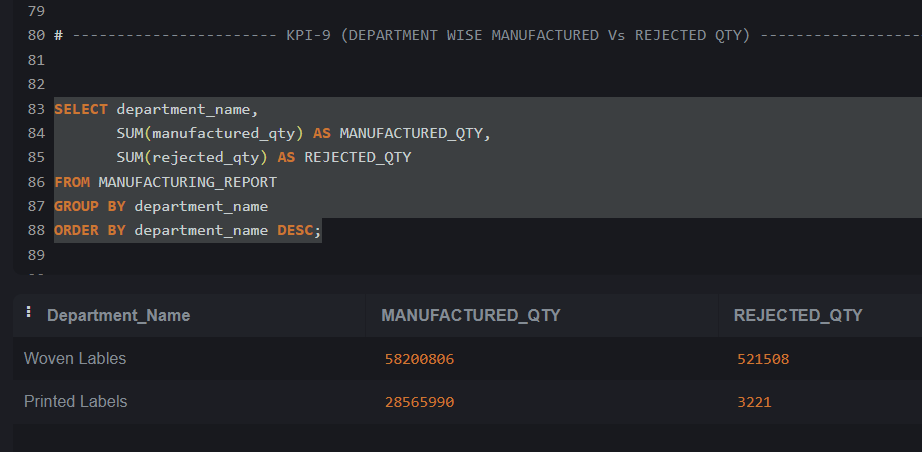 79
80 # ----------------------- KPI-9 (DEPARTMENT WISE MANUFACTURED Vs REJECTED QTY) ------------------
81
82
83 SELECT department_name,
84 SUM(manufactured_qty) AS MANUFACTURED_QTY,
85 SUM(rejected_qty) AS REJECTED_QTY
86 FROM MANUFACTURING_REPORT
87 GROUP BY department_name
88 ORDER BY department_name DESC;
89
Department_Name MANUFACTURED_QTY REJECTED_QTY
Woven Lables 58200806 521508
Printed Labels 28565990 3221